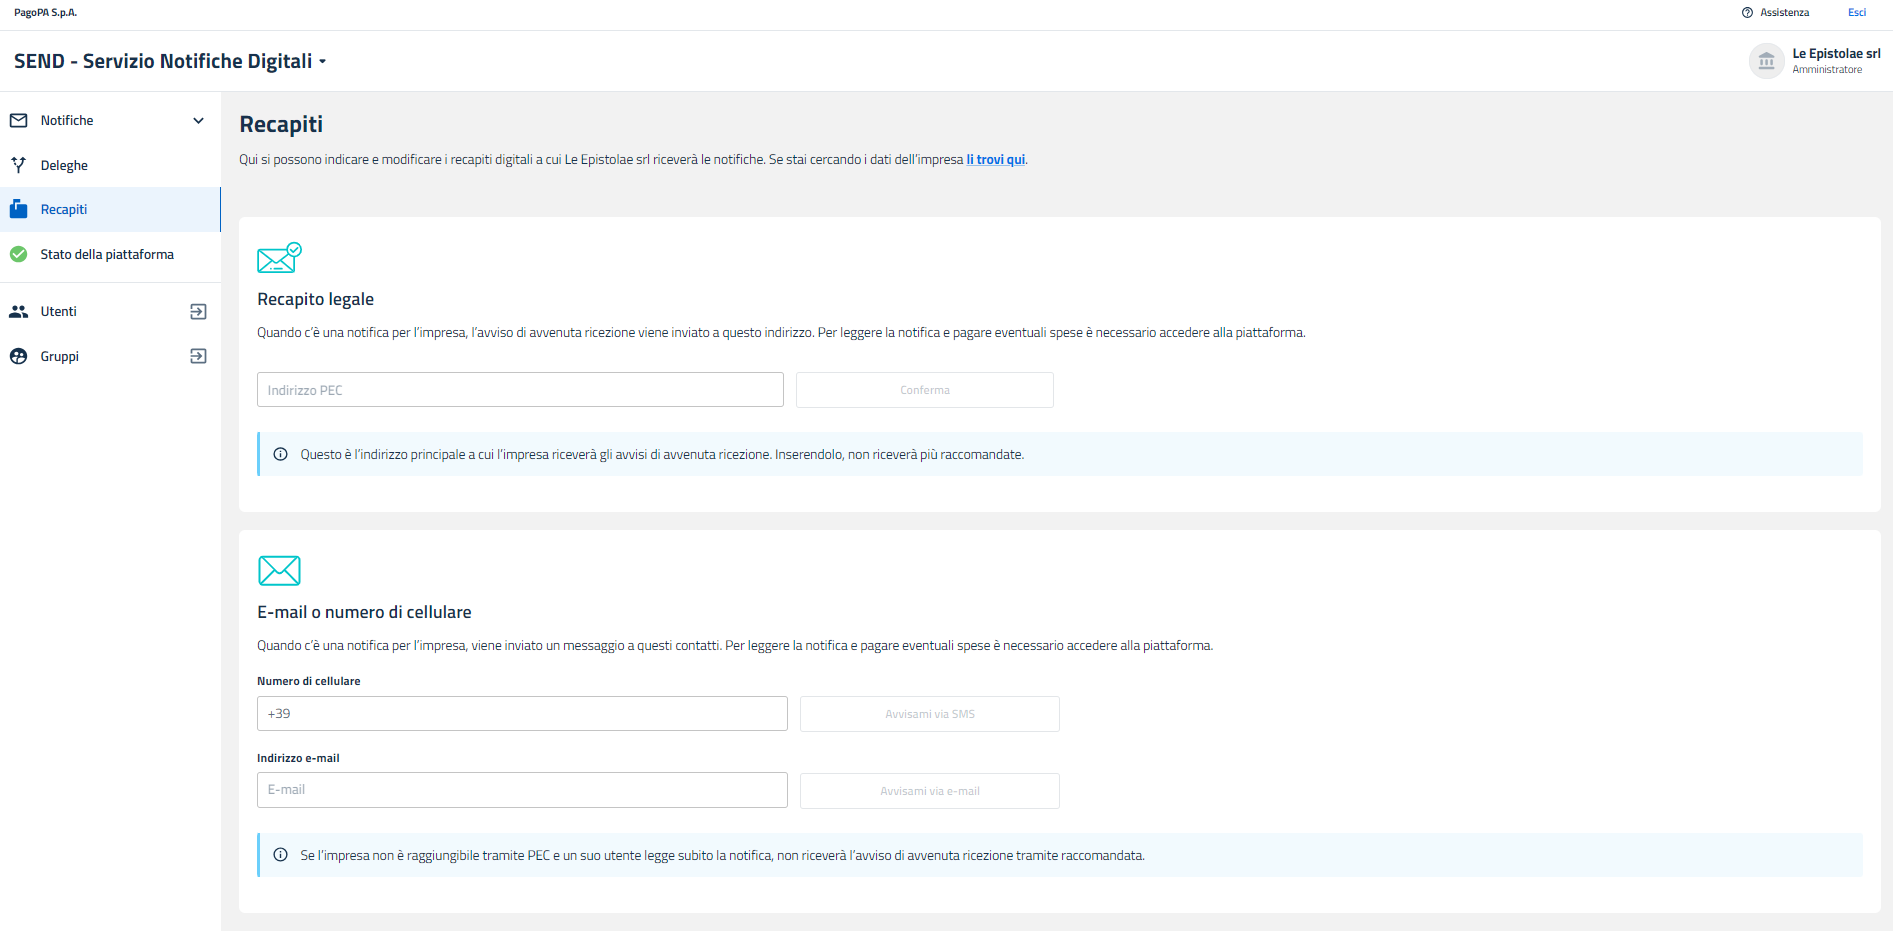 PagoPA S.p.A.
Assistenza
Esci
SEND - Servizio Notifiche Digitali
Le Epistolae srl
Amministratore
Notifiche
Deleghe
Recapiti
Stato della piattaforma
Utenti
Gruppi
Recapiti
Qui si possono indicare e modificare i recapiti digitali a cui Le Epistolae srl riceverà le notifiche. Se stai cercando i dati dell'impresa li trovi qui.
Recapito legale
Quando c'è una notifica per l'impresa, l'avviso di avvenuta ricezione viene inviato a questo indirizzo. Per leggere la notifica e pagare eventuali spese è necessario accedere alla piattaforma.
Indirizzo PEC
Conferma
Questo è l'indirizzo principale a cui l'impresa riceverà gli avvisi di avvenuta ricezione. Inserendolo, non riceverà più raccomandate.
E-mail o numero di cellulare
Quando c'è una notifica per l'impresa, viene inviato un messaggio a questi contatti. Per leggere la notifica e pagare eventuali spese è necessario accedere alla piattaforma.
Numero di cellulare
+39
Avvisami via SMS
Indirizzo e-mail
E-mail
Avvisami via e-mail
Se l'impresa non è raggiungibile tramite PEC e un suo utente legge subito la notifica, non riceverà l'avviso di avvenuta ricezione tramite raccomandata.